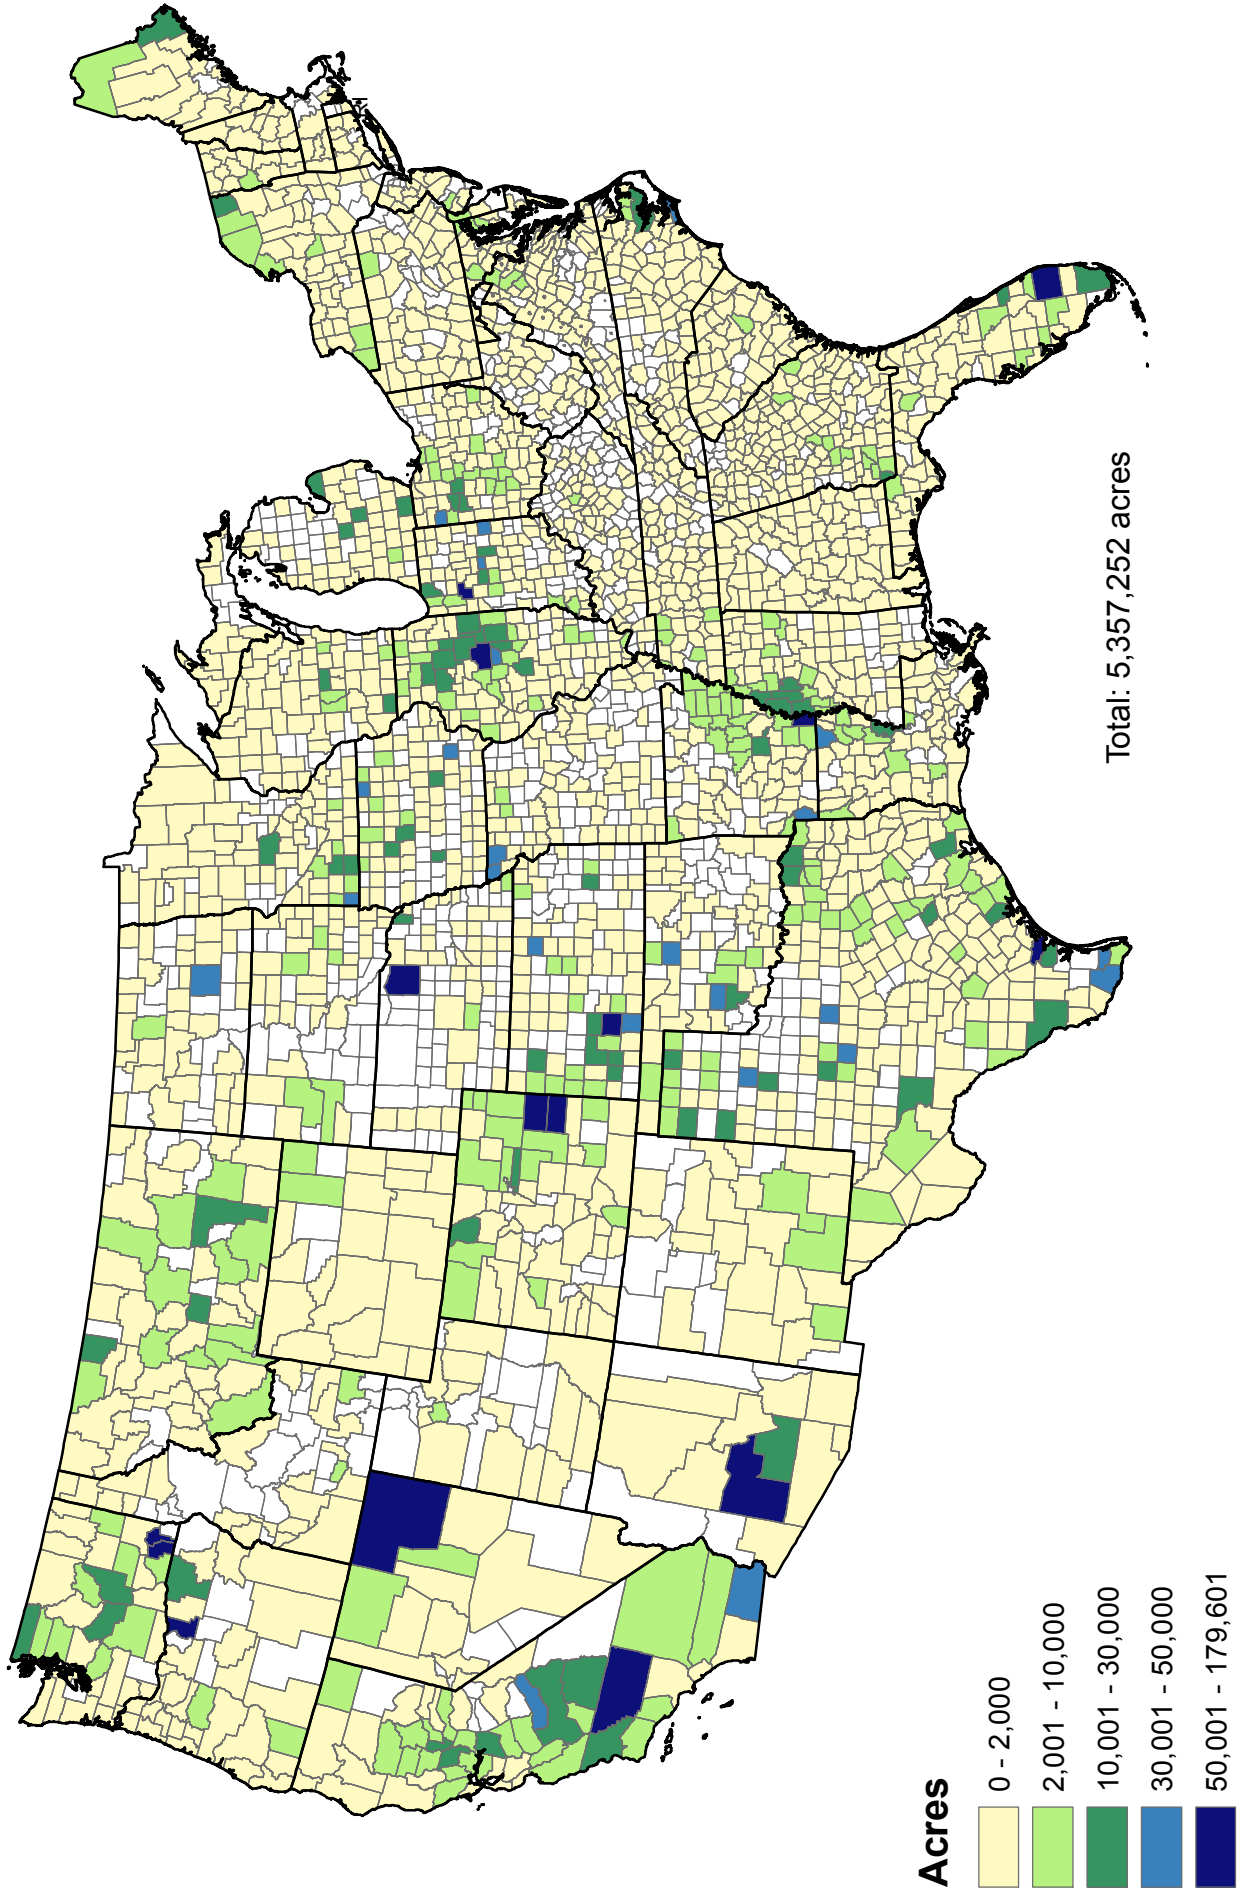 Total: 5,357,252 acres
Acres
0 - 2,000
2,001 - 10,000
10,001 - 30,000
30,001 - 50,000
50,001 - 179,601